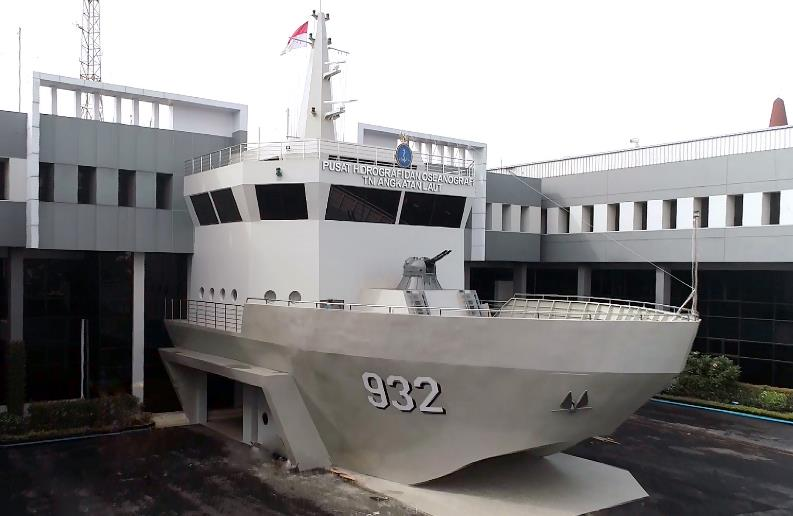 PUSAT HIDROGRAFI DAN OSEANOGRAFI
TNI ANGKATAN LAUT
932